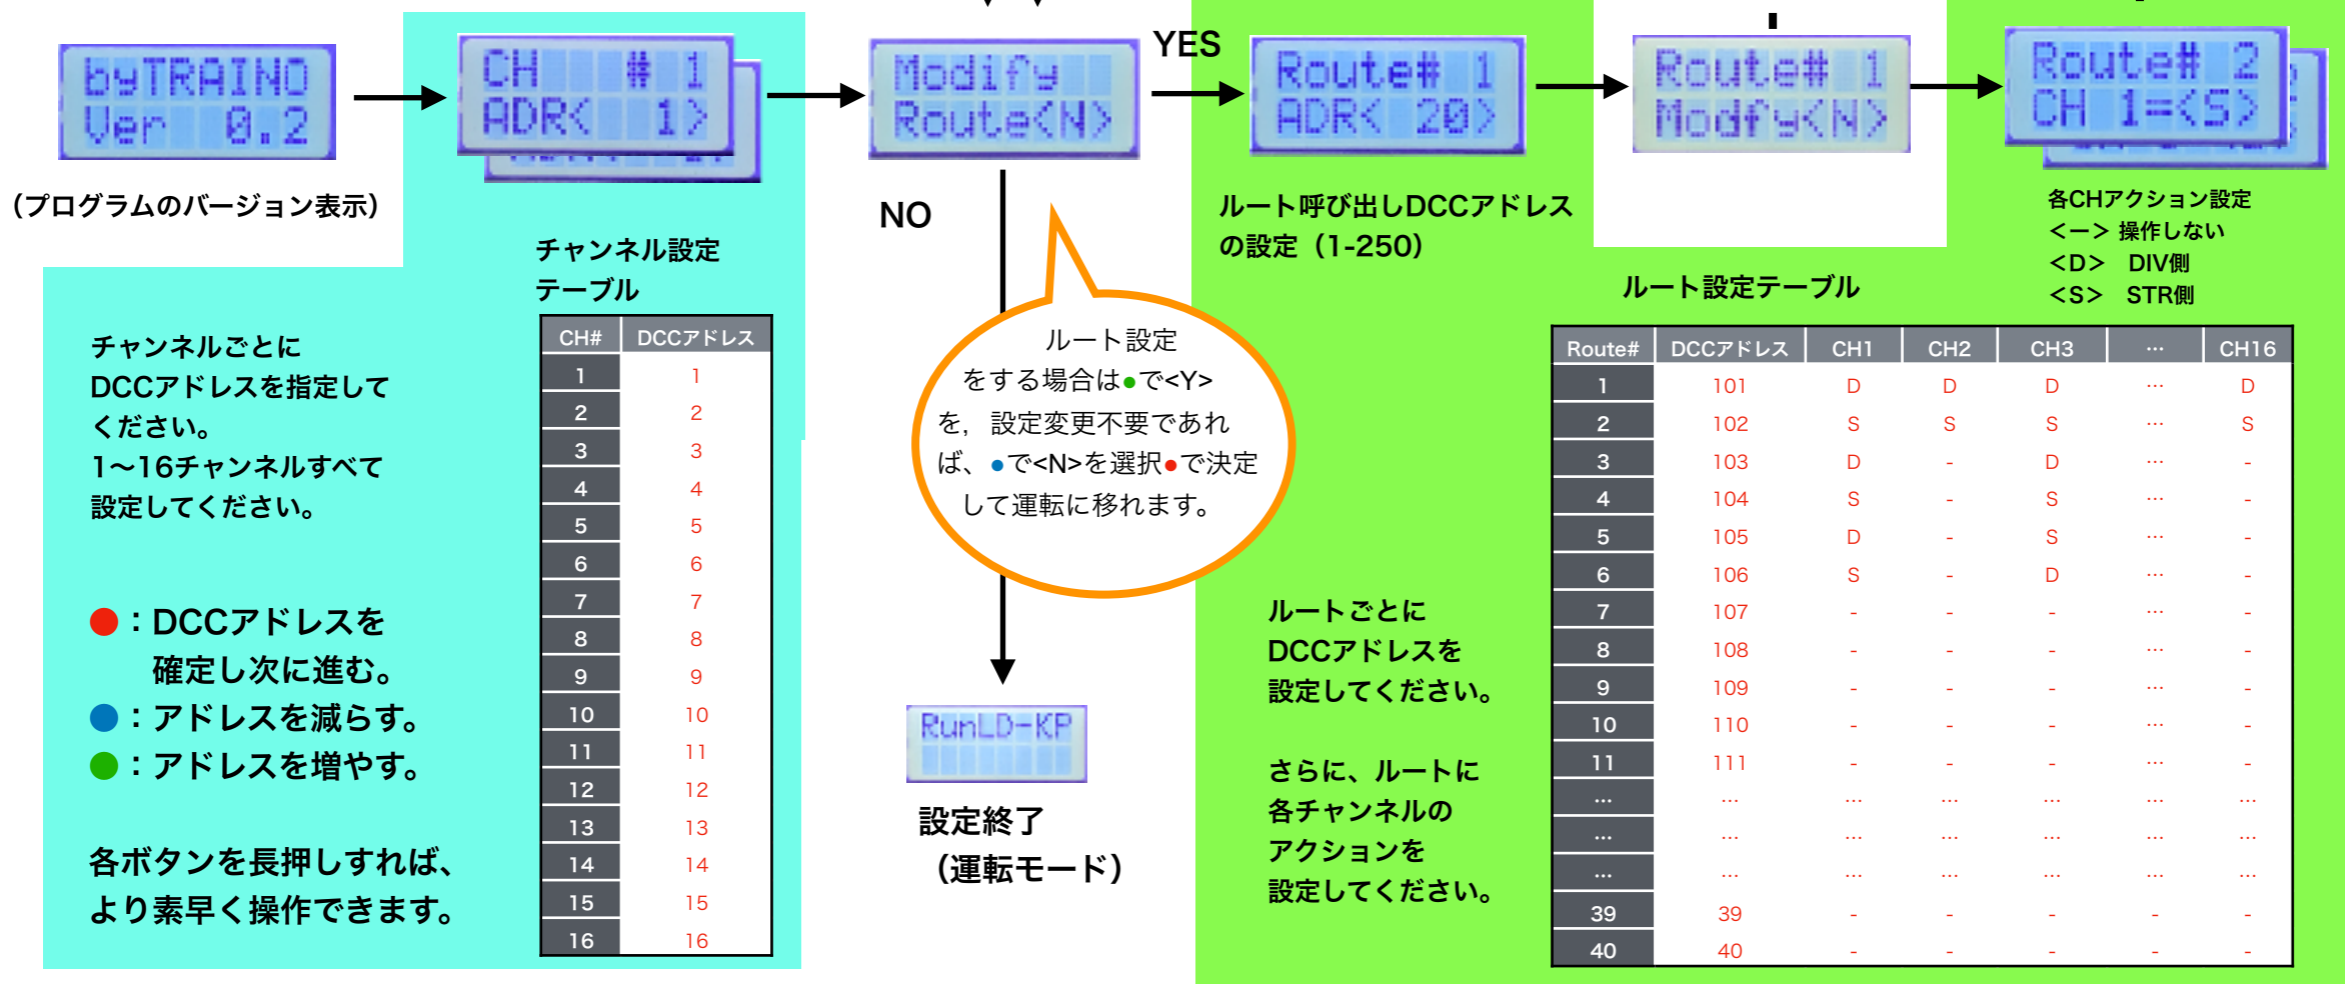 byTRAINO
Ver 0.2
（プログラムのバージョン表示）
CH # 1
ADR< 1>
Modify
Route<N>
YES
NO
Route# 1
ADR< 20>
Route# 1
Modfy<N>
Route# 2
CH 1=<S>
ルート呼び出しDCCアドレス
の設定（1-250）
各CHアクション設定
＜ー＞ 操作しない
＜D＞ DIV側
＜S＞ STR側
チャンネルごとに
DCCアドレスを指定して
ください。
1〜16チャンネルすべて
設定してください。
●：DCCアドレスを
確定し次に進む。
●：アドレスを減らす。
●：アドレスを増やす。
各ボタンを長押しすれば、
より素早く操作できます。
チャンネル設定
テーブル
CH# DCCアドレス
1 1
2 2
3 3
4 4
5 5
6 6
7 7
8 8
9 9
10 10
11 11
12 12
13 13
14 14
15 15
16 16
ルート設定
をする場合は●で<Y>
を，設定変更不要であれ
ば、●で<N>を選択●で決定
して運転に移れます。
RunLD-KP
設定終了
（運転モード）
ルートごとに
DCCアドレスを
設定してください。
さらに、ルートに
各チャンネルの
アクションを
設定してください。
ルート設定テーブル
Route# DCCアドレス CH1 CH2 CH3 … CH16
1 101 D D D … D
2 102 S S S … S
3 103 D - D … -
4 104 S - S … -
5 105 D - S … -
6 106 S - D … -
7 107 - - - … -
8 108 - - - … -
9 109 - - - … -
10 110 - - - … -
11 111 - - - … -
… … … … … … …
… … … … … … …
… … … … … … …
39 39 - - - - -
40 40 - - - - -